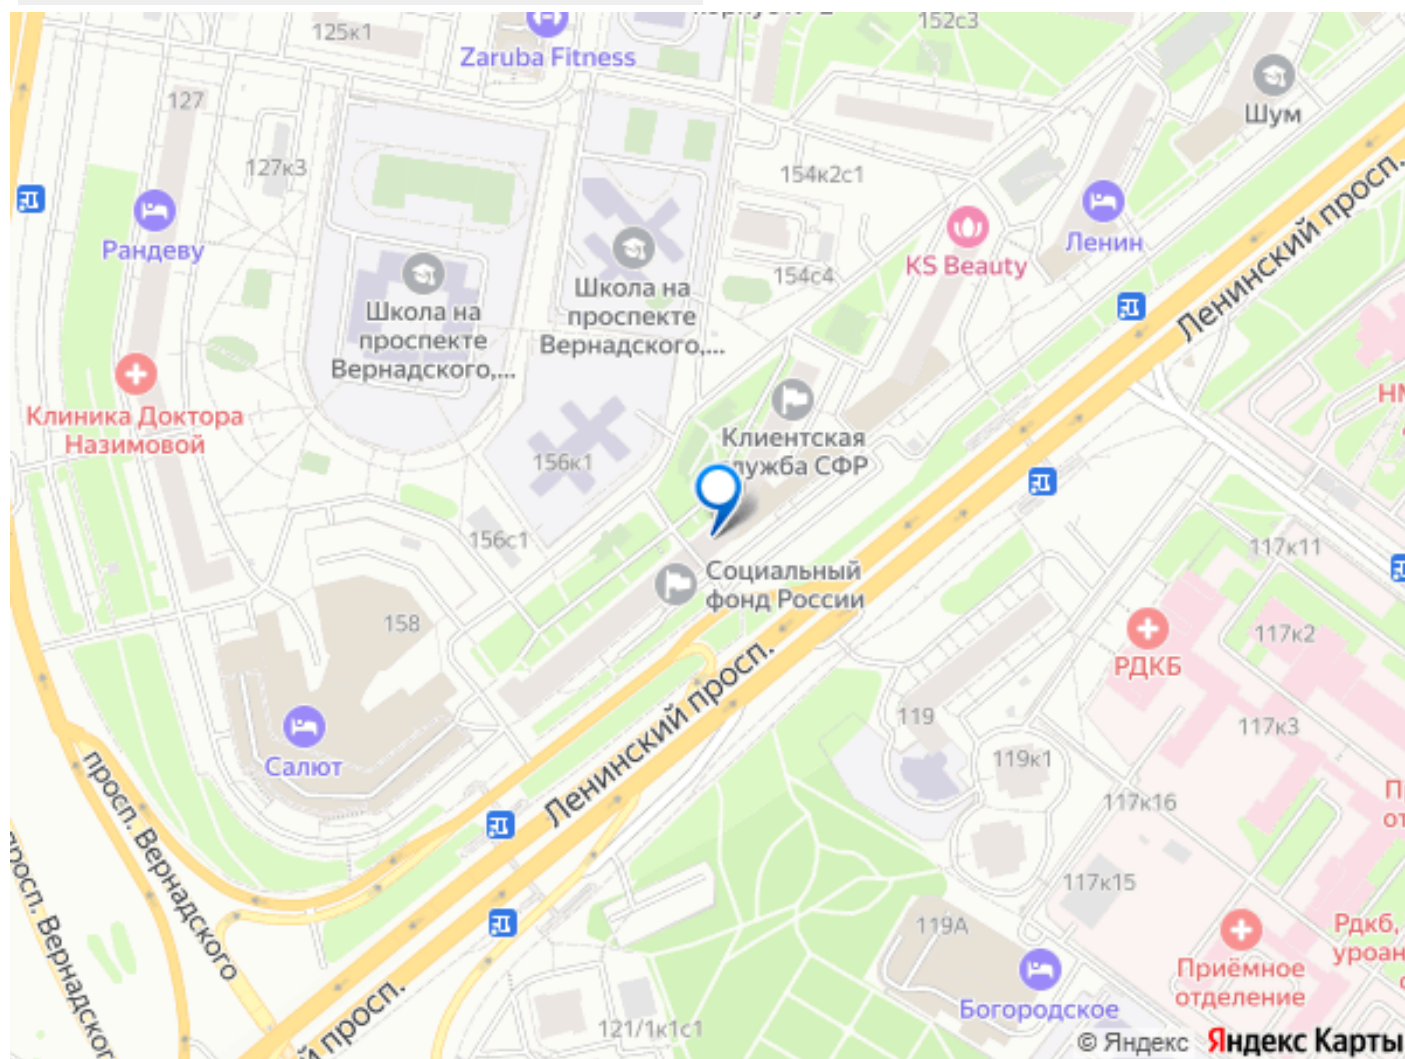 152с3
125к1
Zaruba Fitness
Шум
127
127к3
154к2с1
Рандеву
Ленин
KS Beauty
154с4
Школа на
проспекте
Вернадского,...
Школа на
проспекте
Вернадского,...
Ленинский просп.
Клиника Доктора
Назимовой
Клиентская
служба СФР
156к1
156с1
117к11
Социальный
фонд России
158
117к2
РДКБ
Ленинский просп.
119
117к3
Салют
119к1
117к16
просп. Вернадского
просп. Вернадского
117к15
119А
Рдкб,
Приёмное
отделение
Богородское
121/1к1с1
© Яндекс Яндекс Карты